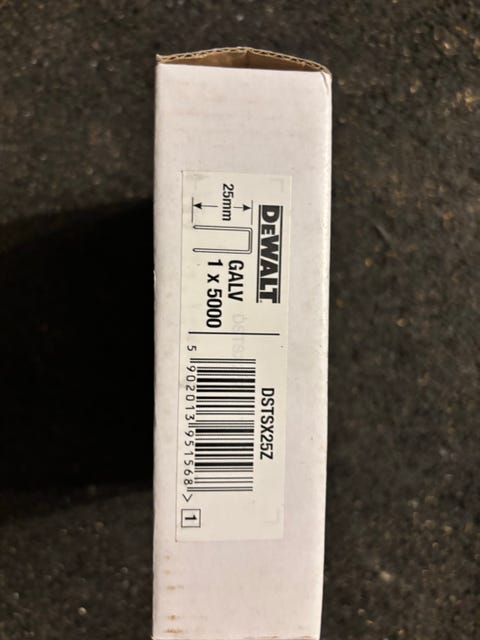 DEWALT
25mm
GALV
1 x 5000
DSTSX25Z
5 902013 951568 >
1